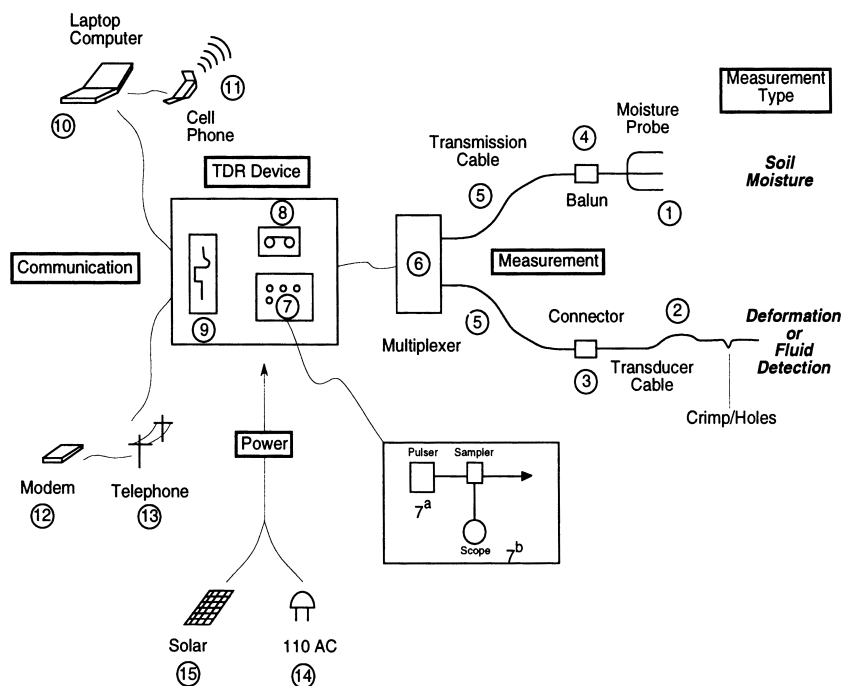 Laptop
Computer
11
10
Cell
Phone
Measurement
Type
Moisture
Probe
4
Transmission
Cable
Soil
Moisture
TDR Device
5
Balun
1
8
6
Communication
Measurement
7
9
5
Connector
2
Deformation
or
Fluid
Detection
Multiplexer
3
Transducer
Cable
Crimp/Holes
Power
Pulser
Sampler
7a
Scope
7b
Modem
12
Telephone
13
Solar
15
110 AC
14